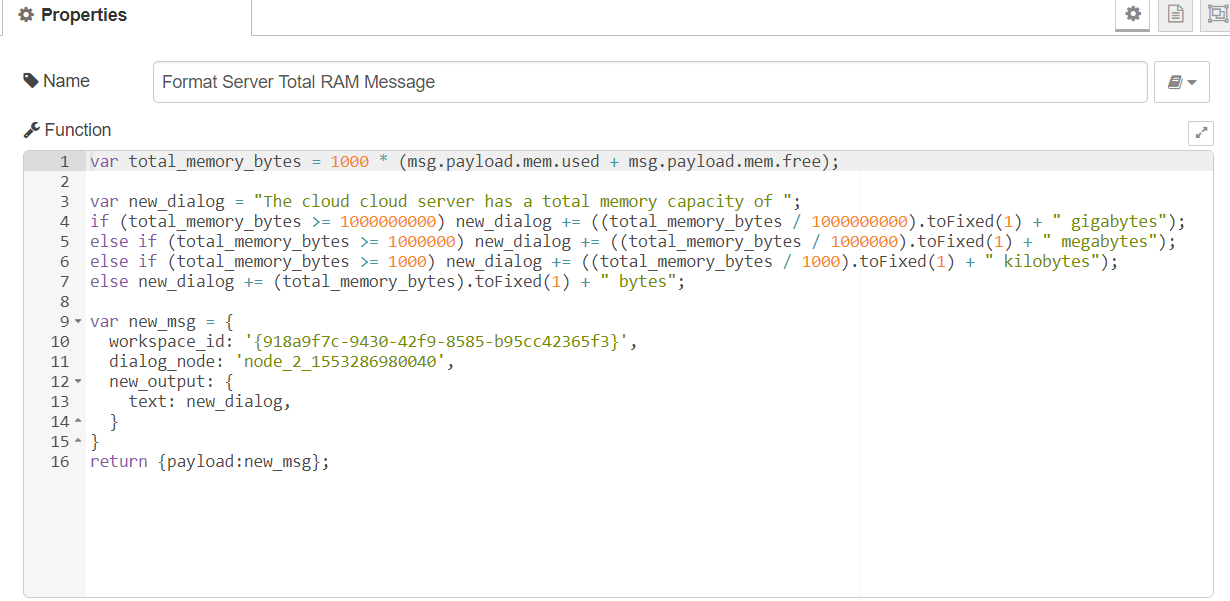 Properties
Name
Format Server Total RAM Message
Function
1 var total_memory_bytes = 1000 * (msg.payload.mem.used + msg.payload.mem.free);
2
3 var new_dialog = "The cloud cloud server has a total memory capacity of ";
4 if (total_memory_bytes >= 1000000000) new_dialog += ((total_memory_bytes / 1000000000).toFixed(1) + " gigabytes");
5 else if (total_memory_bytes >= 1000000) new_dialog += ((total_memory_bytes / 1000000).toFixed(1) + " megabytes");
6 else if (total_memory_bytes >= 1000) new_dialog += ((total_memory_bytes / 1000).toFixed(1) + " kilobytes");
7 else new_dialog += (total_memory_bytes).toFixed(1) + " bytes";
8
9 var new_msg = {
10 workspace_id: '{918a9f7c-9430-42f9-8585-b95cc42365f3}',
11 dialog_node: 'node_2_1553286980040',
12 new_output: {
13 text: new_dialog,
14 }
15 }
16 return {payload:new_msg};